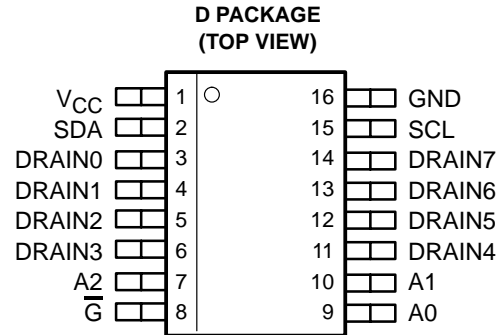 D PACKAGE
(TOP VIEW)
VCC 1 16 GND
SDA 2 15 SCL
DRAIN0 3 14 DRAIN7
DRAIN1 4 13 DRAIN6
DRAIN2 5 12 DRAIN5
DRAIN3 6 11 DRAIN4
A2 7 10 A1
G̅ 8 9 A0